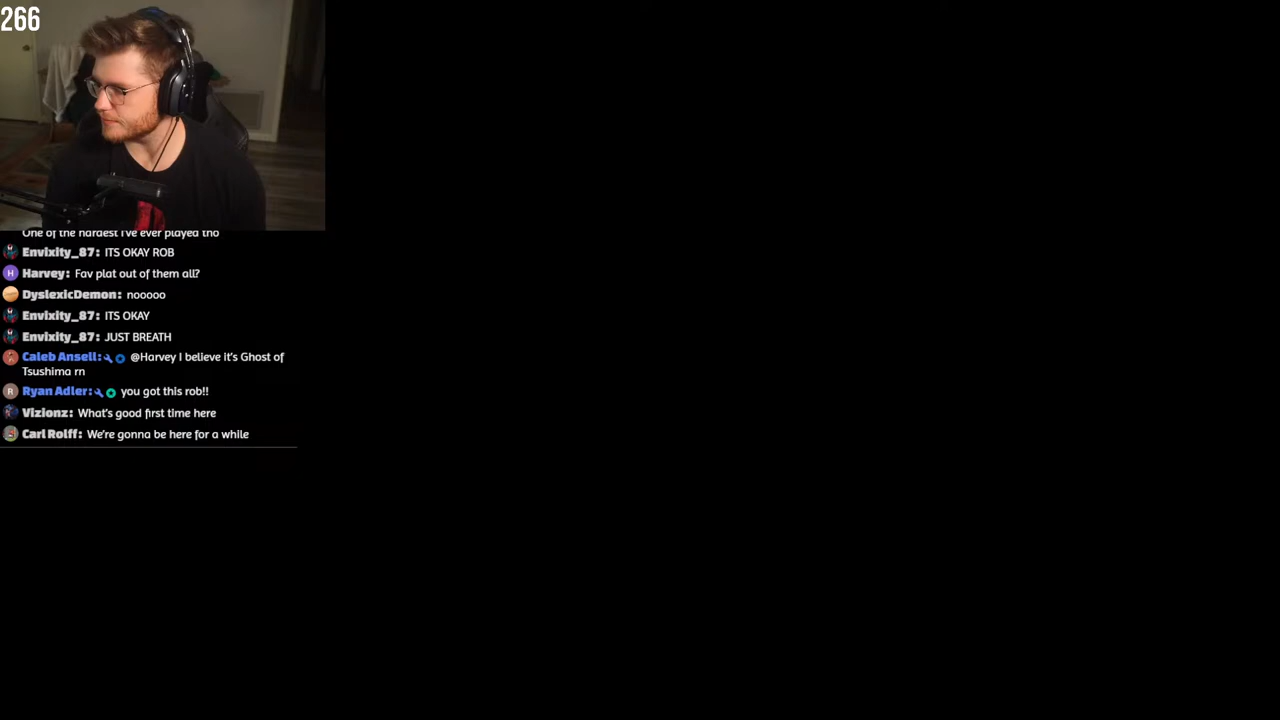 266
One of the hardest I've ever played tho
Envixity_87: ITS OKAY ROB
H Harvey: Fav plat out of them all?
DyslexicDemon: nooooo
Envixity_87: ITS OKAY
Envixity_87: JUST BREATH
Caleb Ansell: @Harvey I believe it's Ghost of
Tsushima rn
R Ryan Adler: you got this rob!!
Vizionz: What's good first time here
Carl Rolff: We're gonna be here for a while